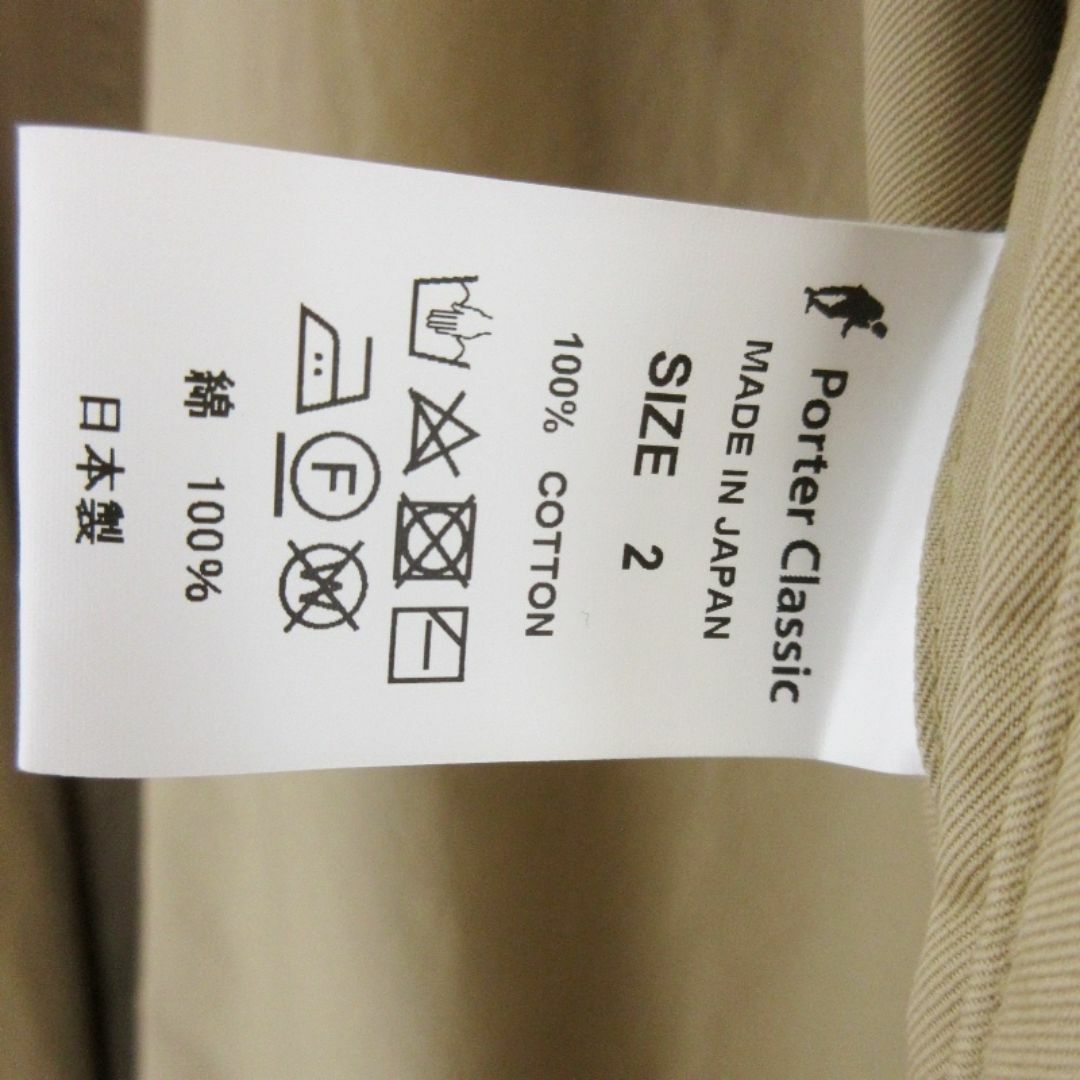 Porter Classic
MADE IN JAPAN
SIZE 2
100% COTTON
F
W
綿 100%
日本製